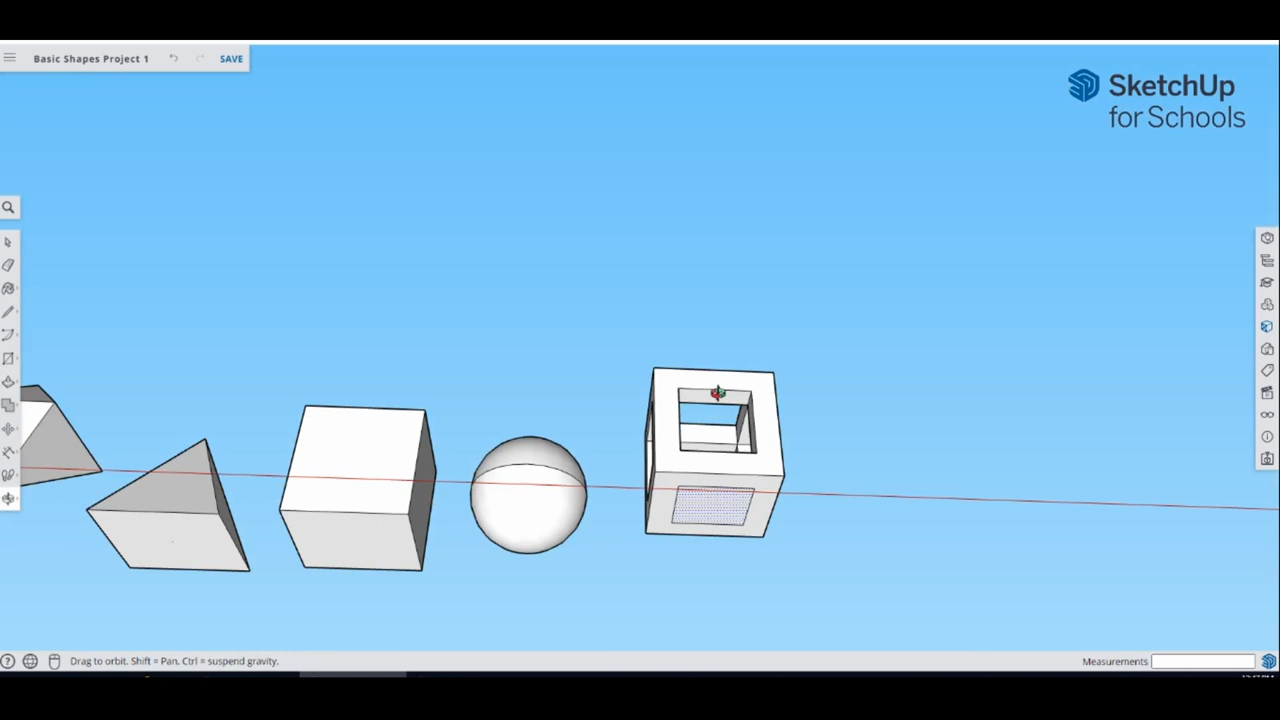 Basic Shapes Project 1 SAVE
SketchUp
for Schools
Drag to orbit. Shift = Pan, Ctrl = suspend gravity.
Measurements